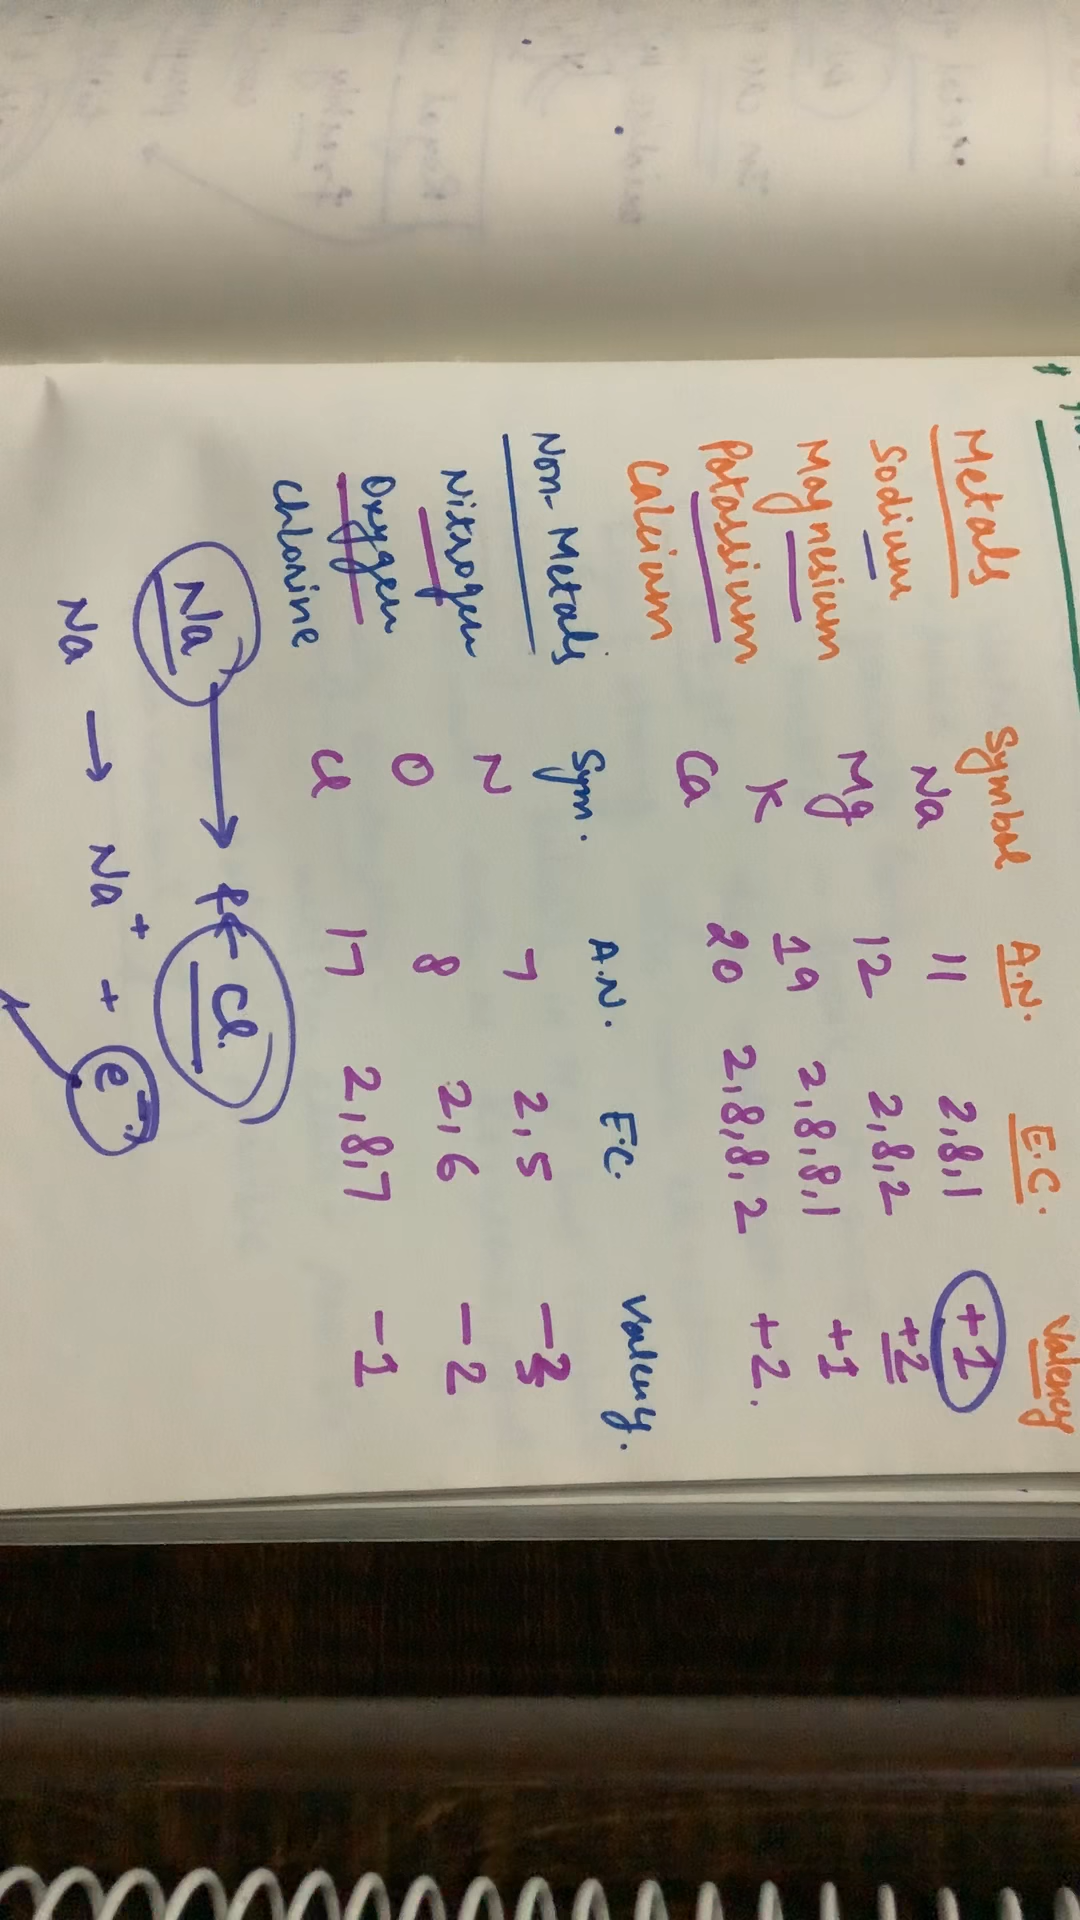 Metals Symbol A.N. E.C. Valency
Sodium Na 11 2,8,1 +1
Magnesium Mg 12 2,8,2 +2
Potassium K 19 2,8,8,1 +1
Calcium Ca 20 2,8,8,2 +2.
Non-Metals Sym. A.N. E.C. Valency.
Nitrogen N 7 2,5 -3
Oxygen O 8 2,6 -2
Chlorine Cl 17 2,8,7 -1
Na → Cl.
Na → Na+ + e-